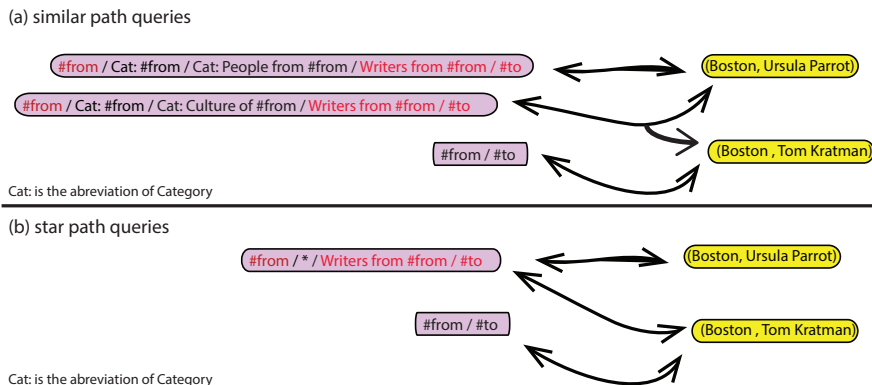 (a) similar path queries
#from / Cat: #from / Cat: People from #from / Writers from #from / #to
(Boston, Ursula Parrot)
#from / Cat: #from / Cat: Culture of #from / Writers from #from / #to
#from / #to
(Boston , Tom Kratman)
Cat: is the abreviation of Category
(b) star path queries
#from / * / Writers from #from / #to
(Boston, Ursula Parrot)
#from / #to
(Boston , Tom Kratman)
Cat: is the abreviation of Category